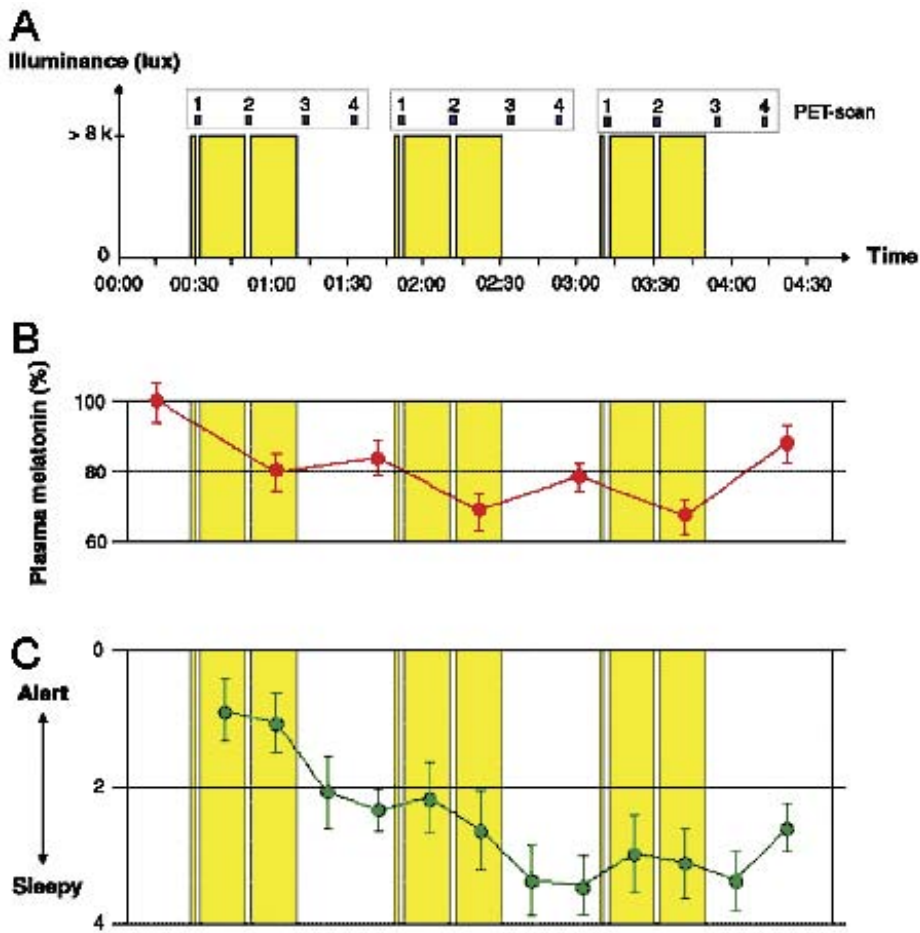 A
Illuminance (lux)
1 2 3 4 1 2 3 4 1 2 3 4 PET-scan
> 8 k
0
Time
00:00 00:30 01:00 01:30 02:00 02:30 03:00 03:30 04:00 04:30
B
Plasma melatonin (%)
100
80
60
C
0
Alert
2
Sleepy
4